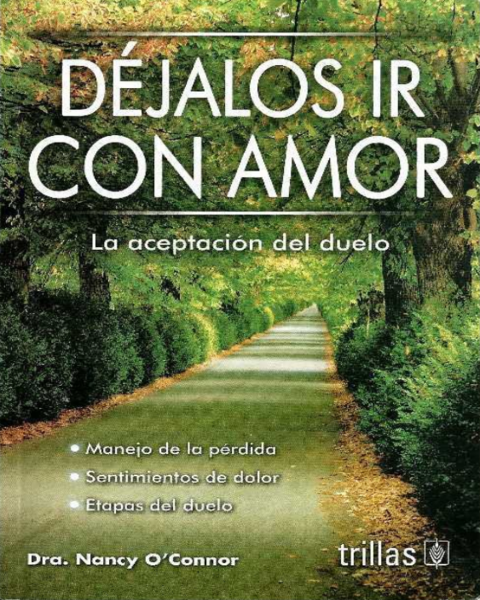 DÉJALOS IR
CON AMOR
La aceptación del duelo
• Manejo de la pérdida
• Sentimientos de dolor
• Etapas del duelo
Dra. Nancy O'Connor
trillas